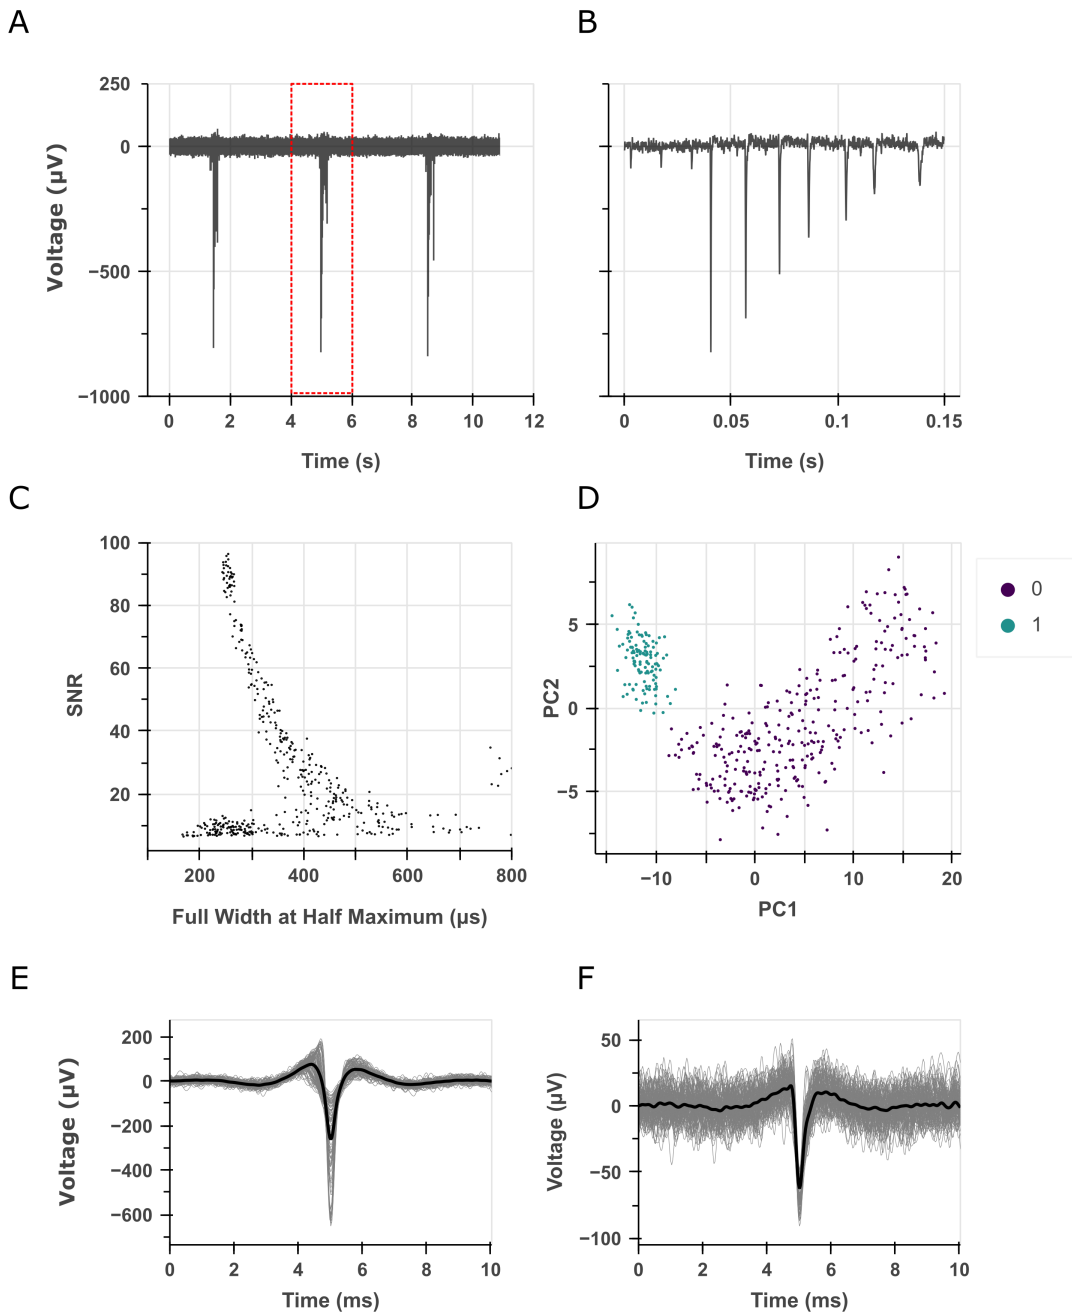 A
B
250
0
−500
−1000
Voltage (µV)
0 2 4 6 8 10 12
Time (s)
0 0.05 0.1 0.15
Time (s)
C
D
100
80
60
40
20
SNR
200 400 600 800
Full Width at Half Maximum (µs)
5
0
−5
PC2
−10 0 10 20
PC1
0
1
E
F
200
0
−200
−400
−600
Voltage (µV)
0 2 4 6 8 10
Time (ms)
50
0
−50
−100
Voltage (µV)
0 2 4 6 8 10
Time (ms)